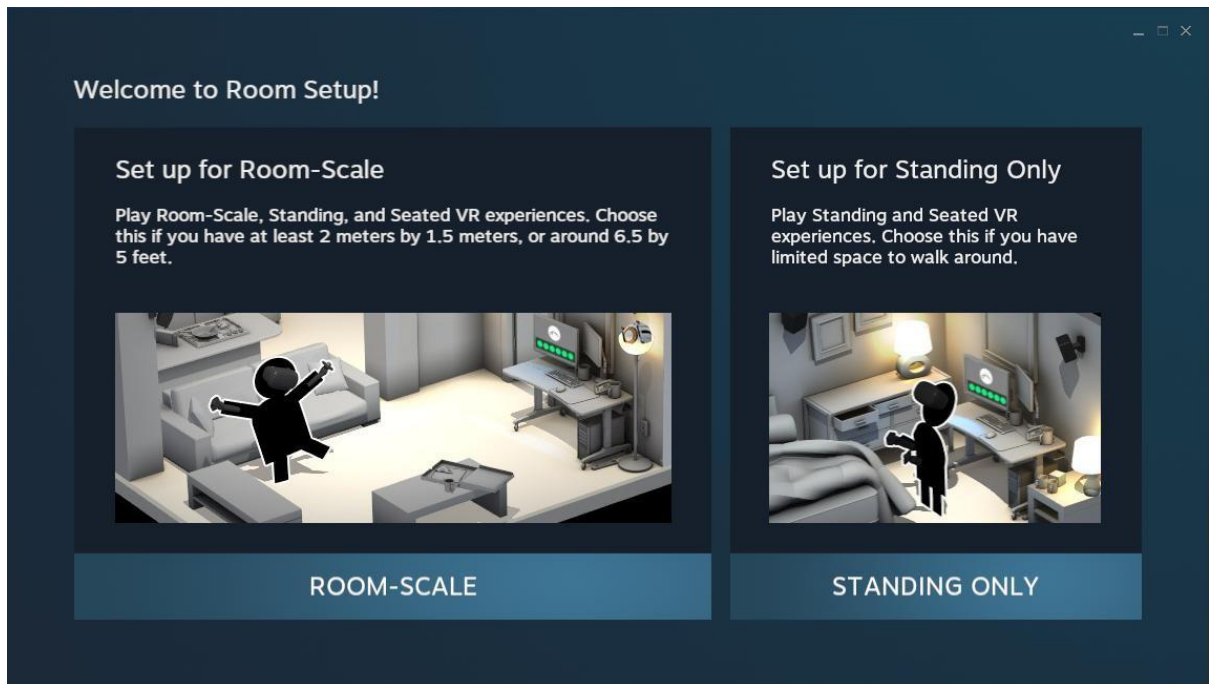 Welcome to Room Setup!
Set up for Room-Scale
Play Room-Scale, Standing, and Seated VR experiences. Choose
this if you have at least 2 meters by 1.5 meters, or around 6.5 by
5 feet.
ROOM-SCALE
Set up for Standing Only
Play Standing and Seated VR
experiences. Choose this if you have
limited space to walk around.
STANDING ONLY